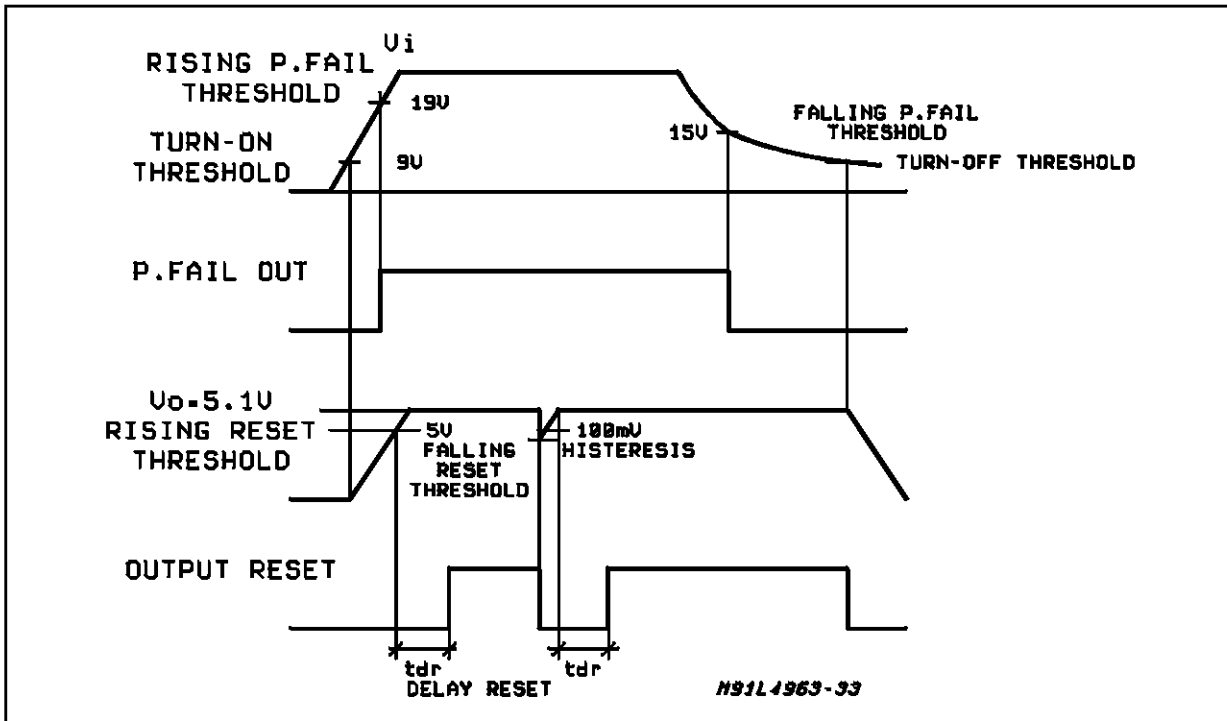 Vi
RISING P.FAIL
THRESHOLD
19V
TURN-ON
THRESHOLD
9V
15V
FALLING P.FAIL
THRESHOLD
TURN-OFF THRESHOLD
P.FAIL OUT
Vo=5.1V
RISING RESET
THRESHOLD
5V
FALLING
RESET
THRESHOLD
100mV
HISTERESIS
OUTPUT RESET
tdr
tdr
DELAY RESET
M91L4963-33